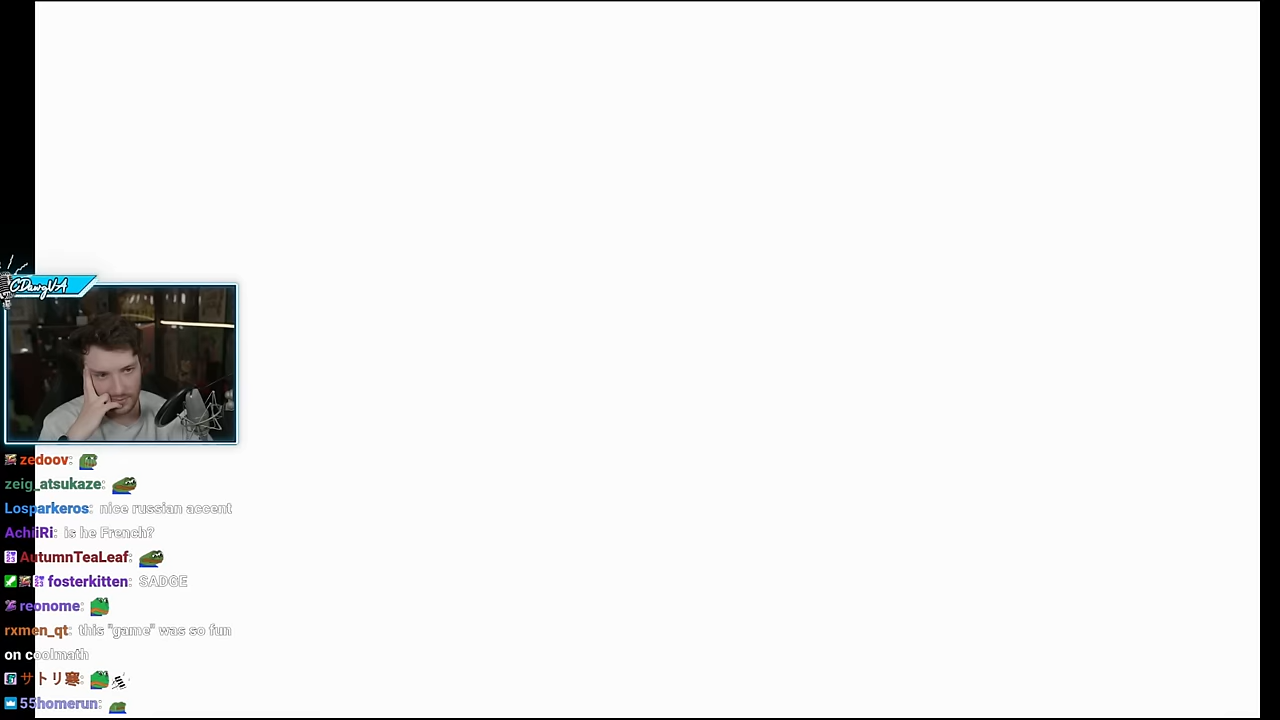 CDawgVA
zedoov:
zeig_atsukaze:
Losparkeros: nice russian accent
AchiiRi: is he French?
AutumnTeaLeaf:
fosterkitten: SADGE
reonome:
rxmen_qt: this "game" was so fun
on coolmath
サトリ寒:
55homerun: